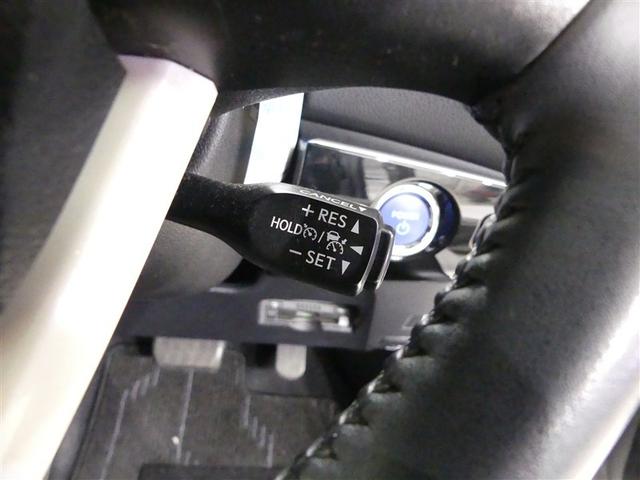 CANCEL
+ RES
HOLD /
- SET
POWER